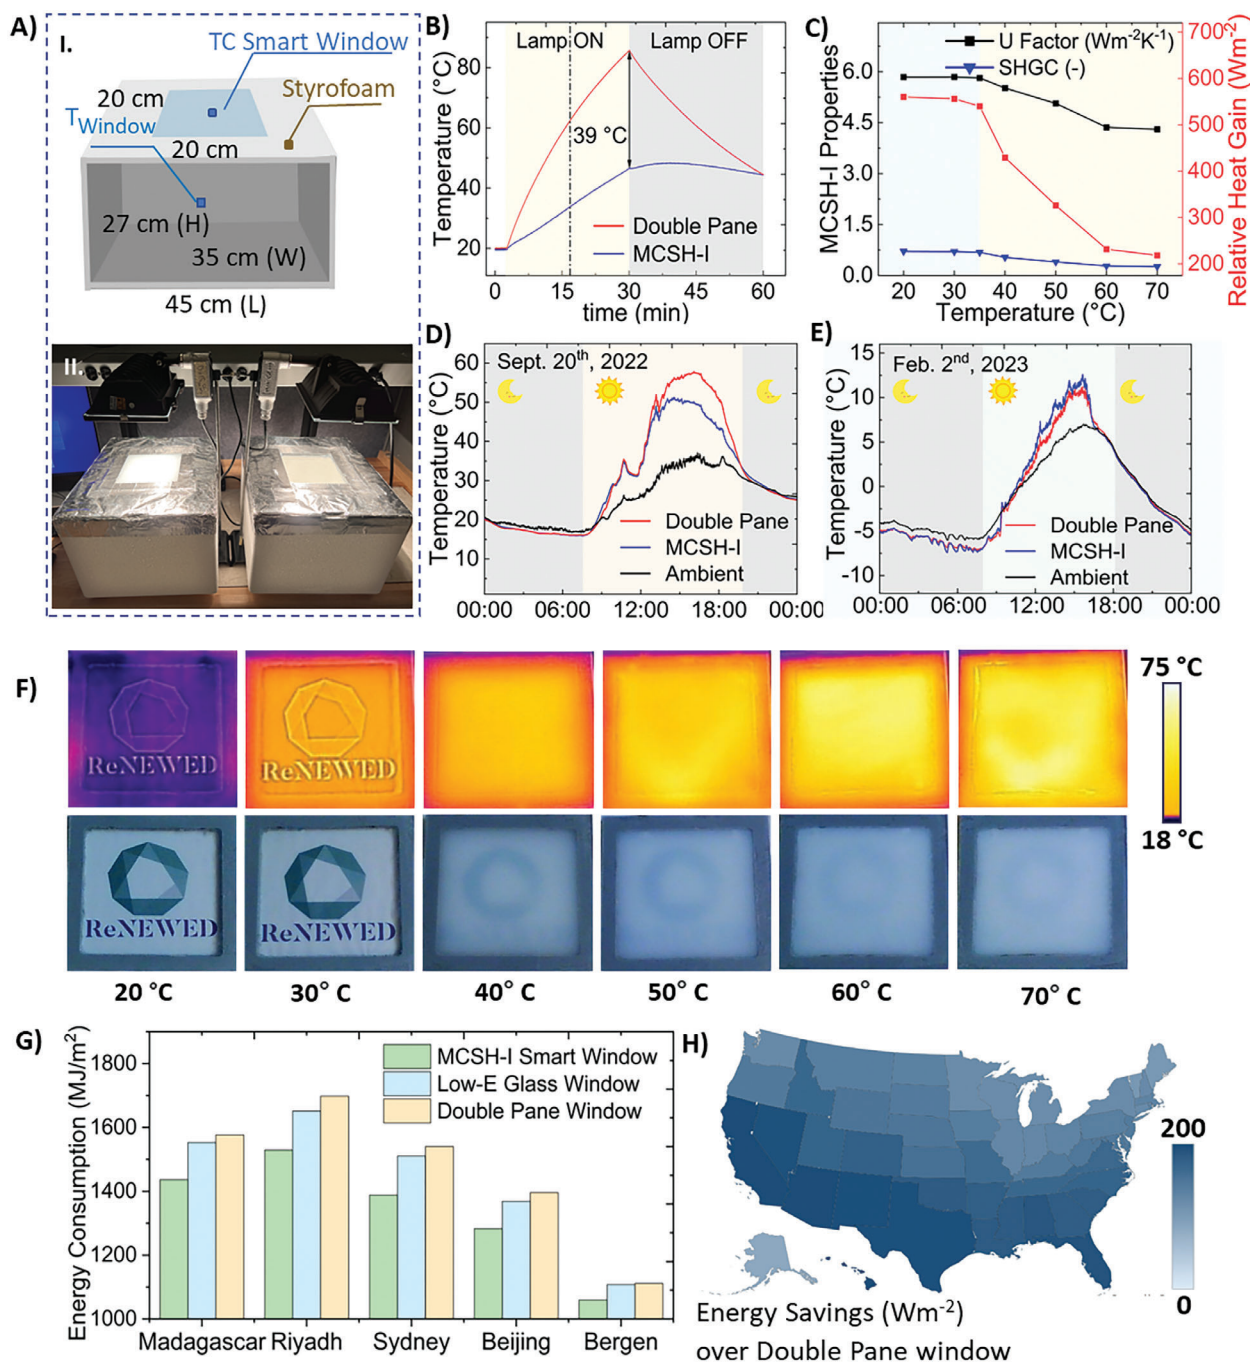 A)
I.
TC Smart Window
20 cm
Styrofoam
TWindow
20 cm
27 cm (H)
35 cm (W)
45 cm (L)
II.
B)
Lamp ON
Lamp OFF
Temperature (°C)
80
60
40
20
39 °C
Double Pane
MCSH-I
0
15
30
45
60
time (min)
C)
U Factor (Wm⁻²K⁻¹)
SHGC (-)
MCSH-I Properties
6.0
4.5
3.0
1.5
0.0
Relative Heat Gain (Wm⁻²)
700
600
500
400
300
200
20
30
40
50
60
70
Temperature (°C)
D)
Sept. 20th, 2022
Temperature (°C)
60
50
40
30
20
10
Double Pane
MCSH-I
Ambient
00:00
06:00
12:00
18:00
00:00
E)
Feb. 2nd, 2023
Temperature (°C)
15
10
5
0
-5
-10
Double Pane
MCSH-I
Ambient
00:00
06:00
12:00
18:00
00:00
F)
ReNEWED
ReNEWED
75 °C
18 °C
ReNEWED
ReNEWED
20° C
30° C
40° C
50° C
60° C
70° C
G)
Energy Consumption (MJ/m²)
1800
1600
1400
1200
1000
MCSH-I Smart Window
Low-E Glass Window
Double Pane Window
Madagascar
Riyadh
Sydney
Beijing
Bergen
H)
200
0
Energy Savings (Wm⁻²)
over Double Pane window